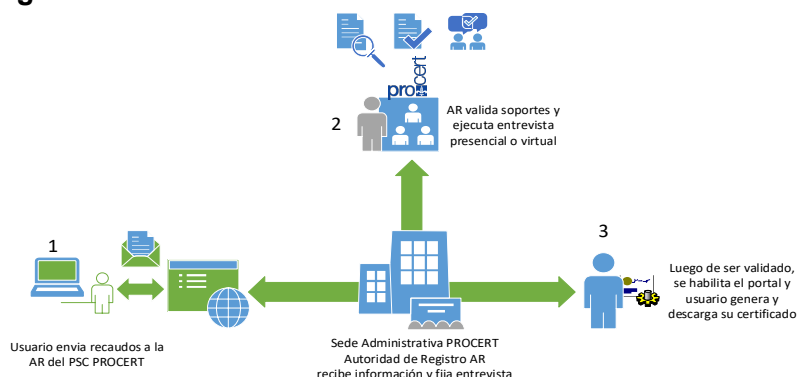 procert
2
AR valida soportes y
ejecuta entrevista
presencial o virtual
1
3
Luego de ser validado,
se habilita el portal y
usuario genera y
descarga su certificado
Usuario envia recaudos a la
AR del PSC PROCERT
Sede Administrativa PROCERT
Autoridad de Registro AR
recibe información y fija entrevista